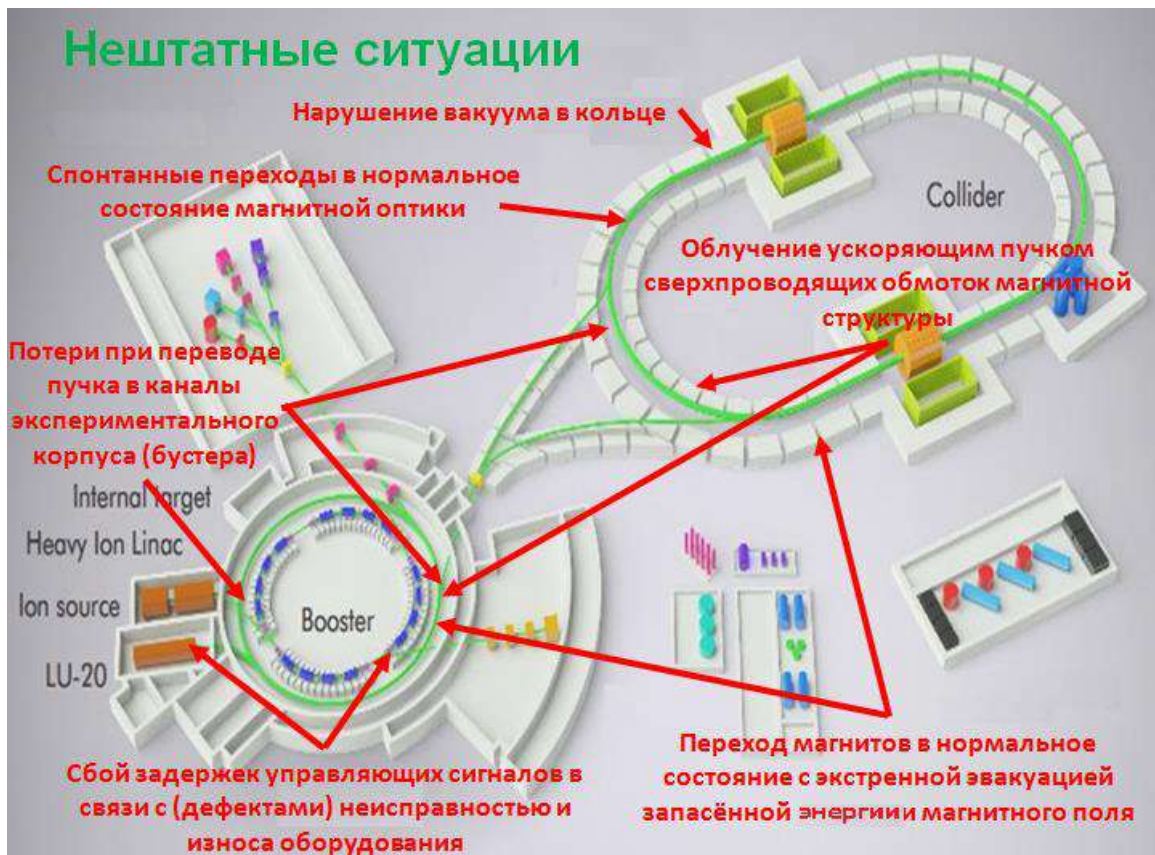 Нештатные ситуации
Нарушение вакуума в кольце
Спонтанные переходы в нормальное
состояние магнитной оптики
Collider
Облучение ускоряющим пучком
сверхпроводящих обмоток магнитной
структуры
Потери при переводе
пучка в каналы
экспериментального
корпуса (бустера)
Internal target
Heavy Ion Linac
Ion source
Booster
LU-20
Сбой задержек управляющих сигналов в
связи с (дефектами) неисправностью и
износа оборудования
Переход магнитов в нормальное
состояние с экстренной эвакуацией
запасённой энергиии магнитного поля